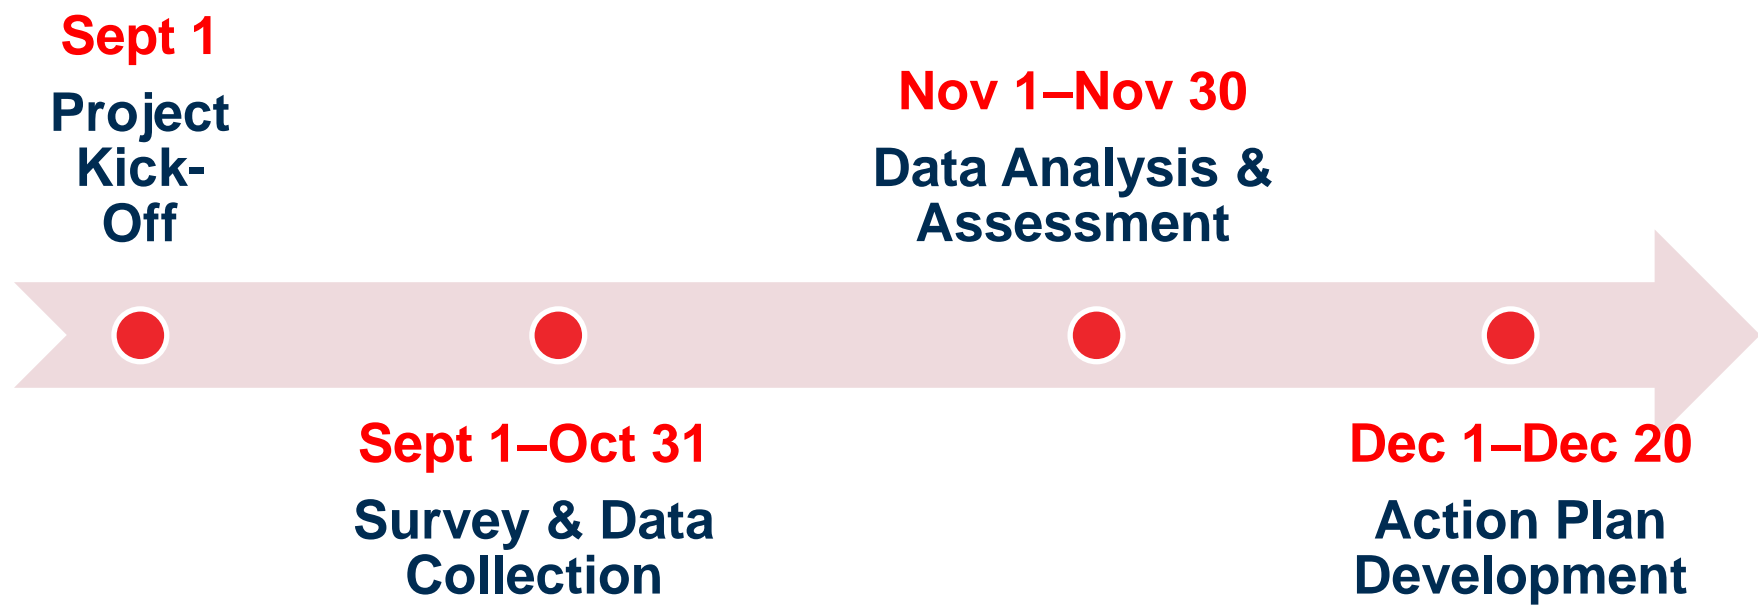 Sept 1
Project
Kick-
Off
Sept 1–Oct 31
Survey & Data
Collection
Nov 1–Nov 30
Data Analysis &
Assessment
Dec 1–Dec 20
Action Plan
Development